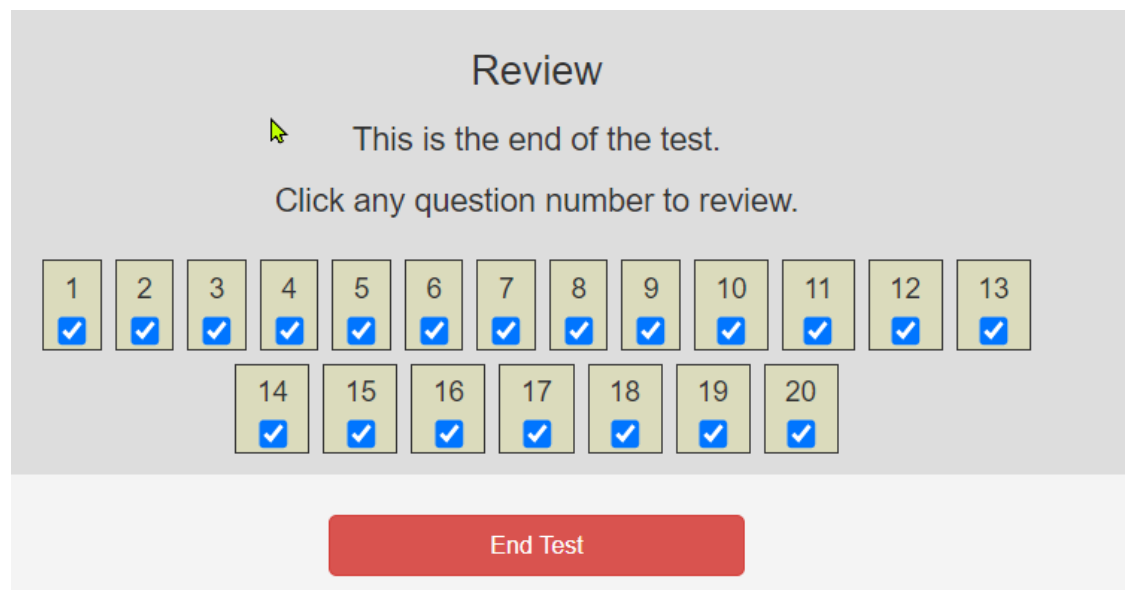 Review
This is the end of the test.
Click any question number to review.
1 2 3 4 5 6 7 8 9 10 11 12 13
14 15 16 17 18 19 20
End Test